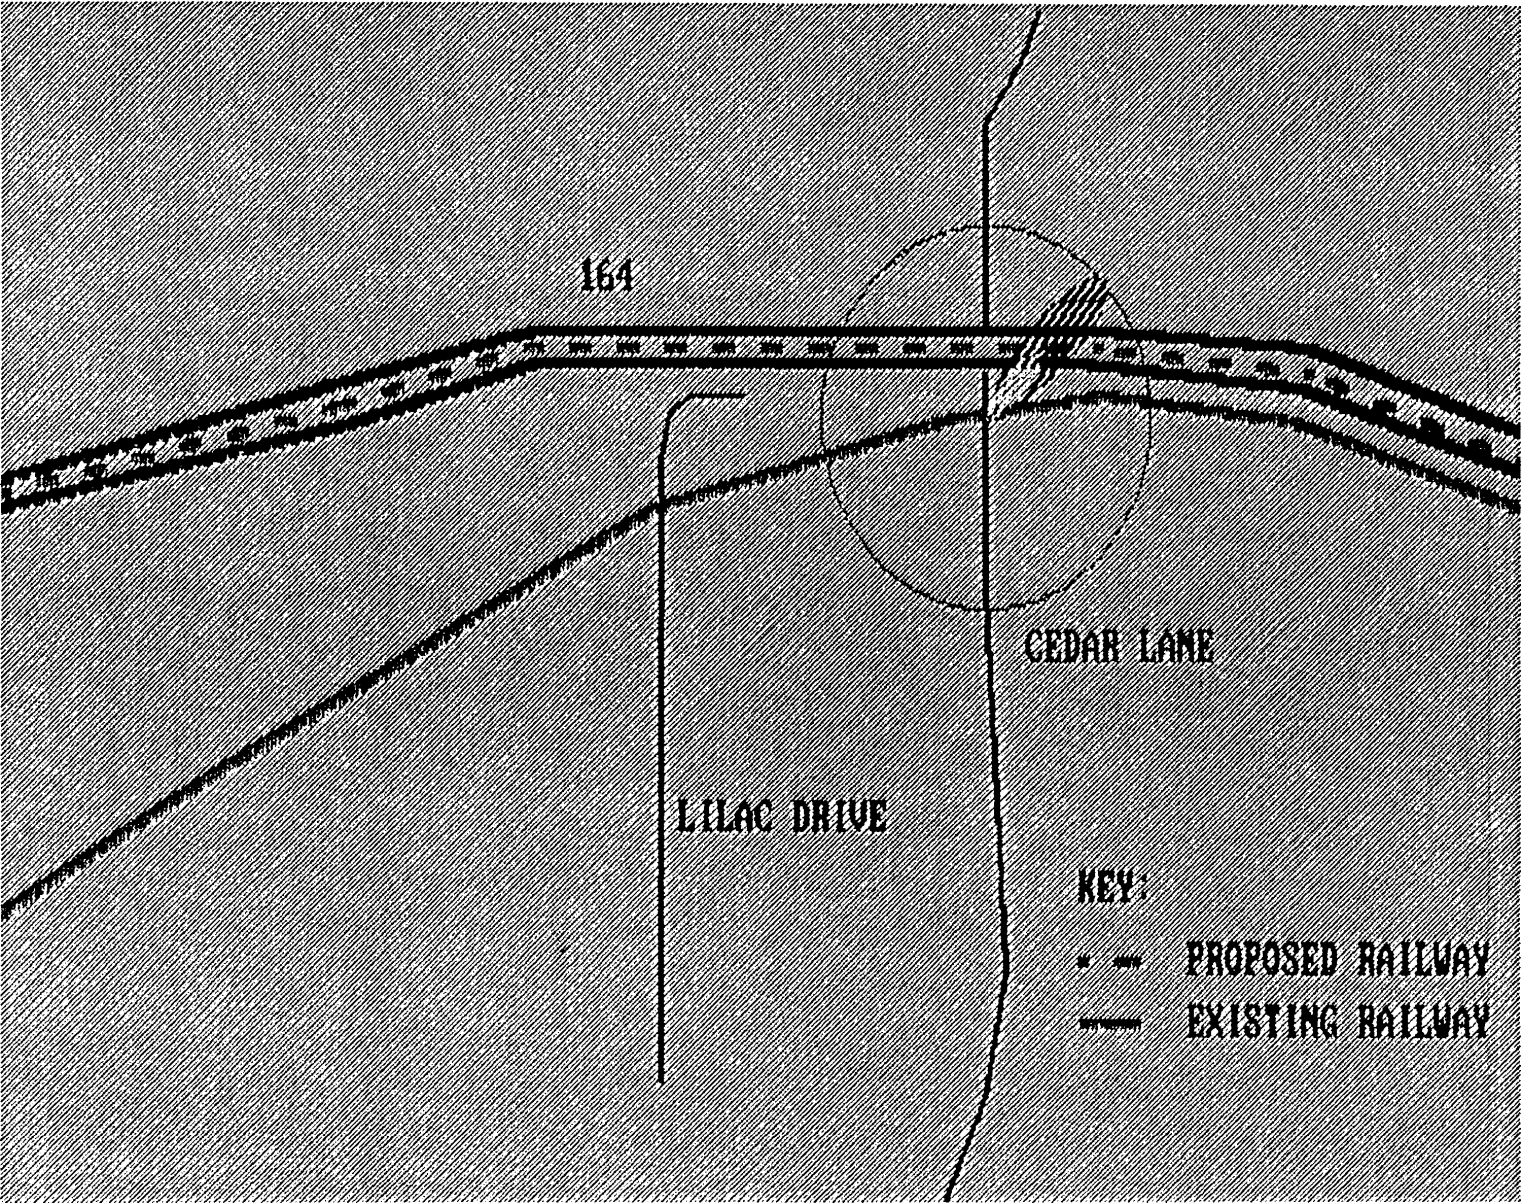 164
CEDAR LANE
LILAC DRIVE
KEY:
PROPOSED RAILWAY
EXISTING RAILWAY